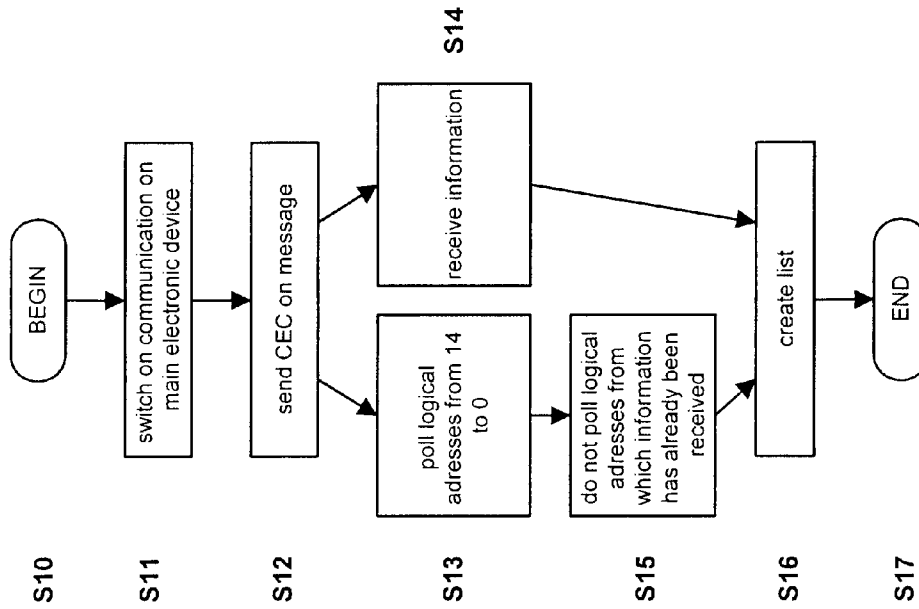 S10
BEGIN
S11
switch on communication on
main electronic device
S12
send CEC on message
S13
poll logical
adresses from 14
to 0
receive information
S14
S15
do not poll logical
adresses from
which information
has already been
received
S16
create list
S17
END